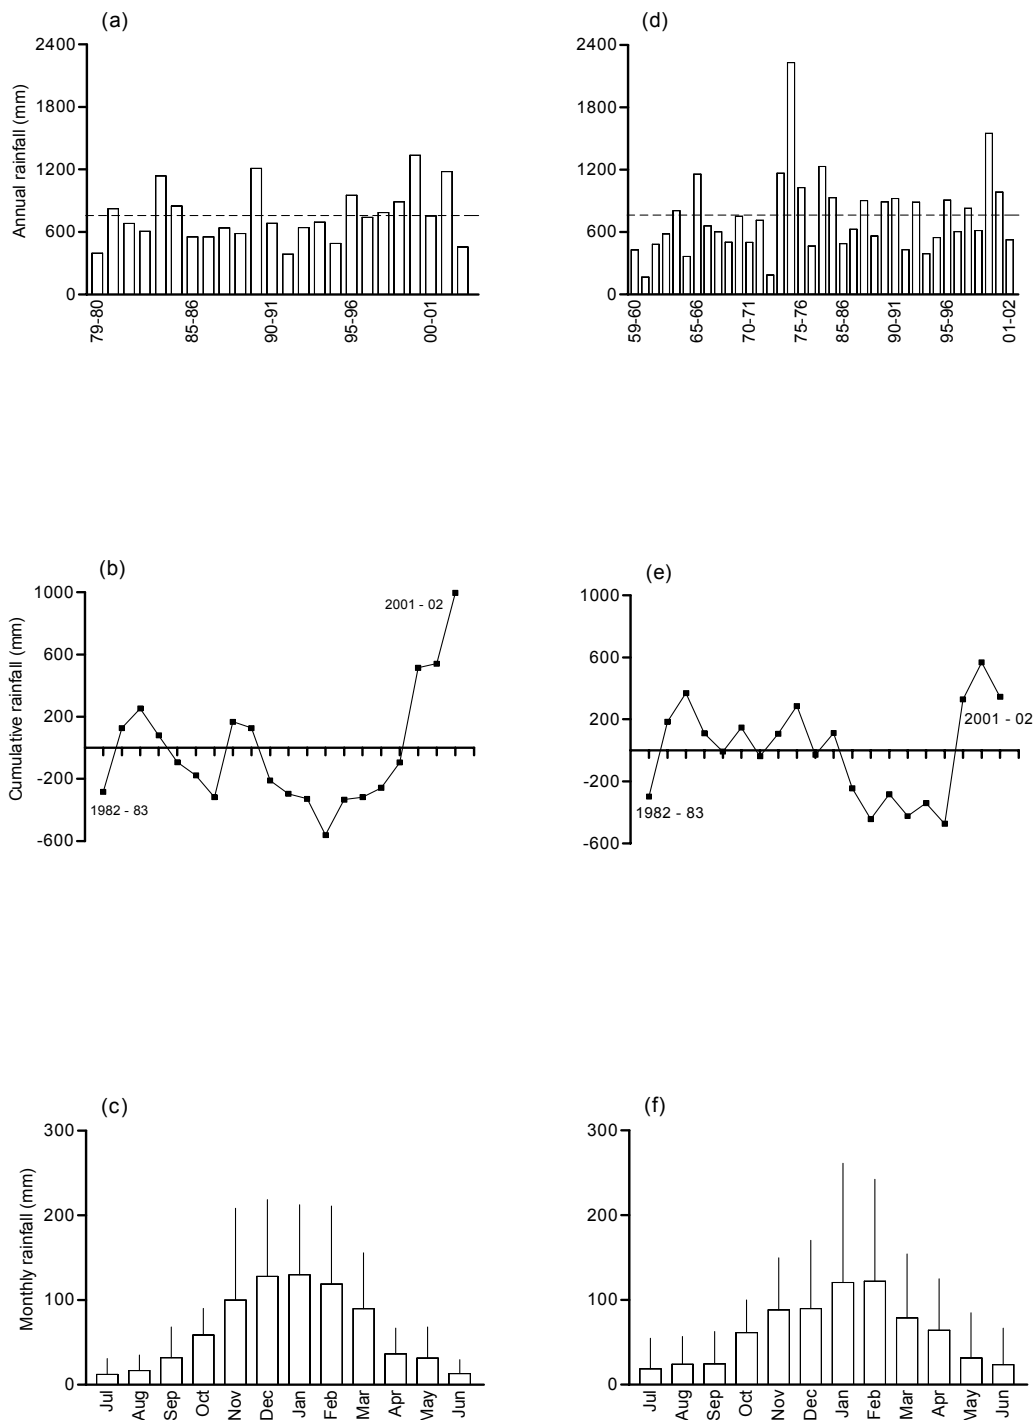 (a)
Annual rainfall (mm)
2400
1800
1200
600
0
79-80
85-86
90-91
95-96
00-01
(d)
2400
1800
1200
600
0
59-60
65-66
70-71
75-76
85-86
90-91
95-96
01-02
(b)
Cumulative rainfall (mm)
1000
600
200
-200
-600
1982 - 83
2001 - 02
(e)
1000
600
200
-200
-600
1982 - 83
2001 - 02
(c)
Monthly rainfall (mm)
300
200
100
0
Jul
Aug
Sep
Oct
Nov
Dec
Jan
Feb
Mar
Apr
May
Jun
(f)
300
200
100
0
Jul
Aug
Sep
Oct
Nov
Dec
Jan
Feb
Mar
Apr
May
Jun